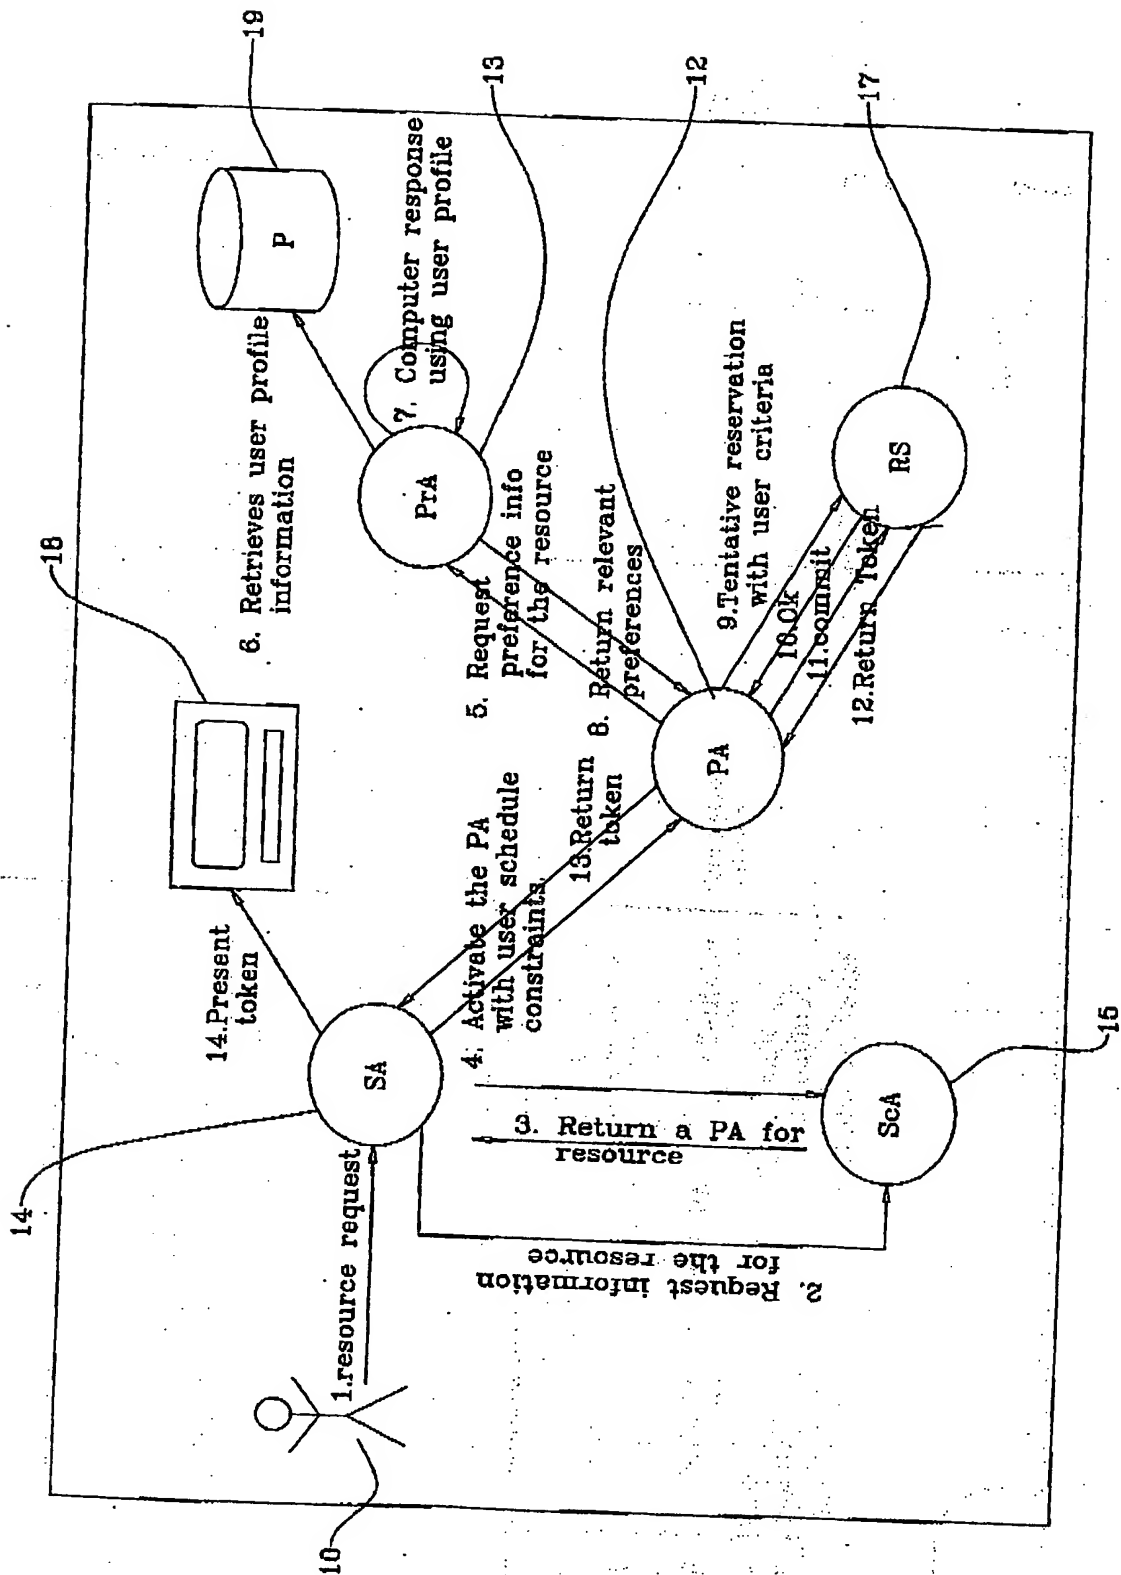 10
14
18
19
13
12
17
15
1.resource request
2. Request information
for the resource
3. Return a PA for
resource
4. Activate the PA
with user schedule
constraints
5. Request
preference info
for the resource
6. Retrieves user profile
information
7. Computer response
using user profile
8. Return relevant
preferences
9.Tentative reservation
with user criteria
10.Ok
11.commit
12.Return Token
13.Return
token
14.Present
token
SA
ScA
PA
PrA
P
RS